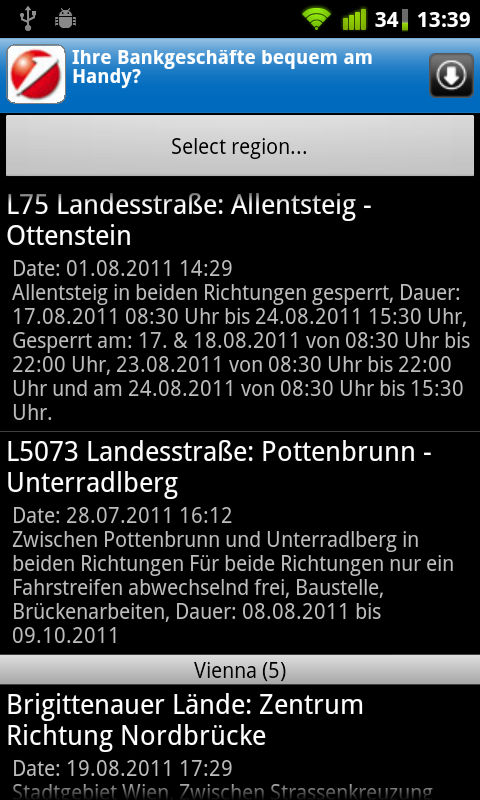 34 13:39
Ihre Bankgeschäfte bequem am
Handy?
Select region...
L75 Landesstraße: Allentsteig -
Ottenstein
Date: 01.08.2011 14:29
Allentsteig in beiden Richtungen gesperrt, Dauer:
17.08.2011 08:30 Uhr bis 24.08.2011 15:30 Uhr,
Gesperrt am: 17. & 18.08.2011 von 08:30 Uhr bis
22:00 Uhr, 23.08.2011 von 08:30 Uhr bis 22:00
Uhr und am 24.08.2011 von 08:30 Uhr bis 15:30
Uhr.
L5073 Landesstraße: Pottenbrunn -
Unterradlberg
Date: 28.07.2011 16:12
Zwischen Pottenbrunn und Unterradlberg in
beiden Richtungen Für beide Richtungen nur ein
Fahrstreifen abwechselnd frei, Baustelle,
Brückenarbeiten, Dauer: 08.08.2011 bis
09.10.2011
Vienna (5)
Brigittenauer Lände: Zentrum
Richtung Nordbrücke
Date: 19.08.2011 17:29
Stadtgebiet Wien, Zwischen Strassenkreuzung